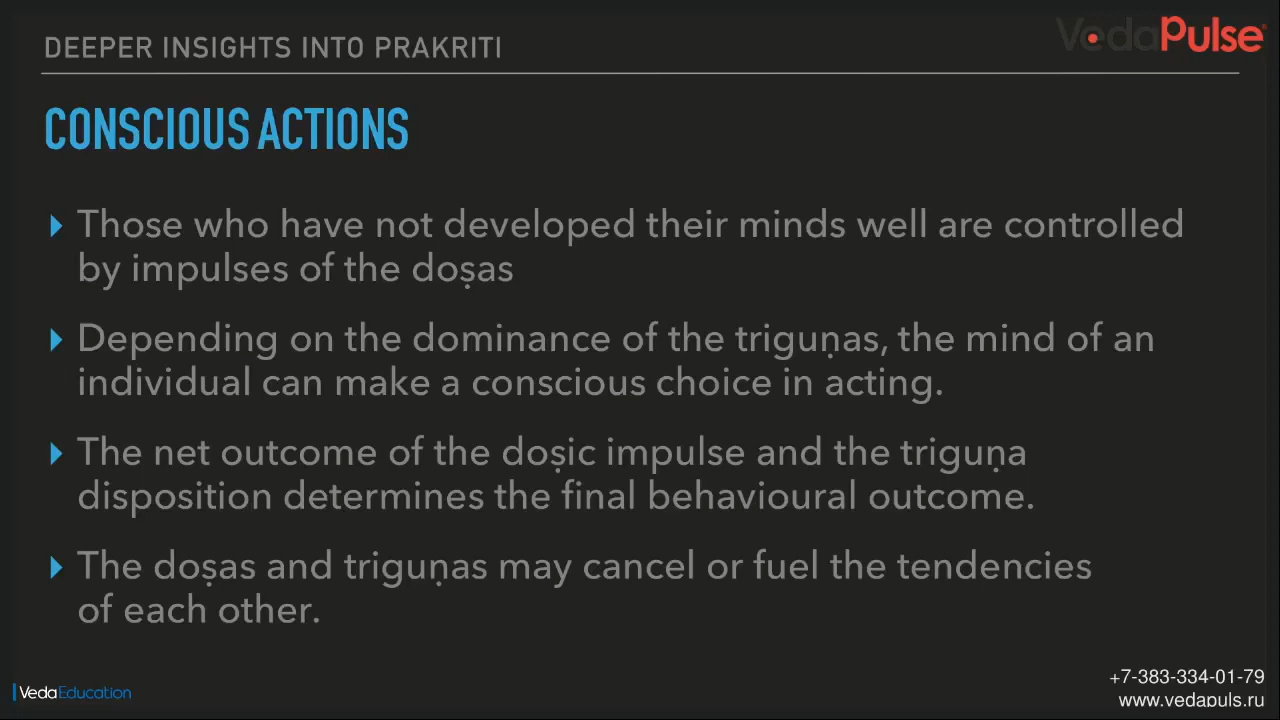 DEEPER INSIGHTS INTO PRAKRITI
VedaPulse®
CONSCIOUS ACTIONS
Those who have not developed their minds well are controlled
by impulses of the doṣas
Depending on the dominance of the triguṇas, the mind of an
individual can make a conscious choice in acting.
The net outcome of the doṣic impulse and the triguṇa
disposition determines the final behavioural outcome.
The doṣas and triguṇas may cancel or fuel the tendencies
of each other.
VedaEducation
+7-383-334-01-79
www.vedapuls.ru